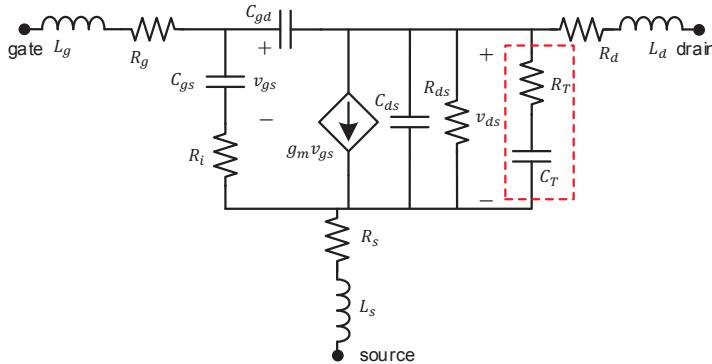 C_gd
gate L_g R_g + + R_d L_d drain
C_gs v_gs C_ds R_ds v_ds R_T
− g_m v_gs
R_i C_T
−
R_s
L_s
source